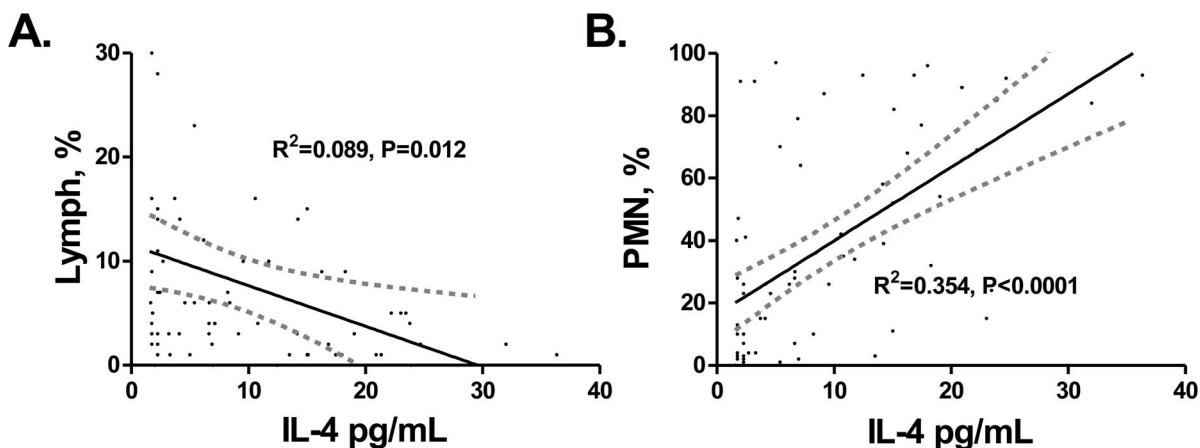 A.
30
20
10
0
Lymph, %
R²=0.089, P=0.012
0 10 20 30 40
IL-4 pg/mL
B.
100
80
60
40
20
0
PMN, %
R²=0.354, P<0.0001
0 10 20 30 40
IL-4 pg/mL